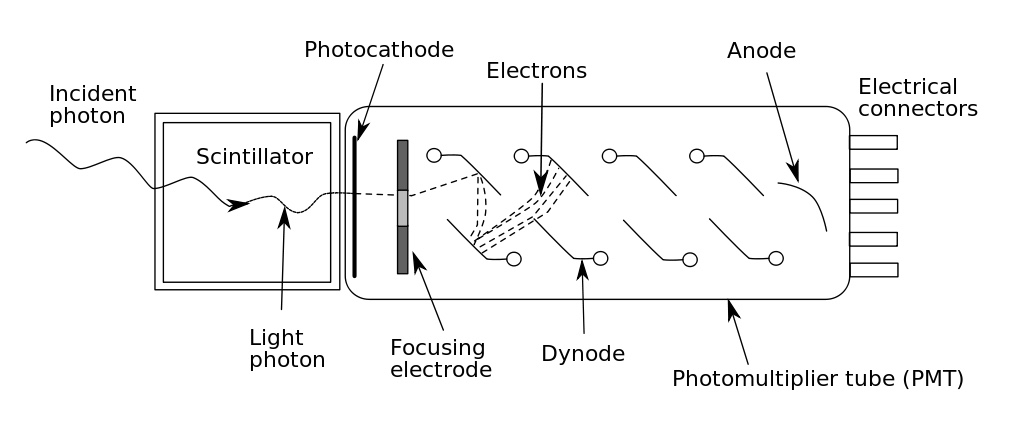 Photocathode
Anode
Electrons
Incident
photon
Electrical
connectors
Scintillator
Light
photon
Focusing
electrode
Dynode
Photomultiplier tube (PMT)